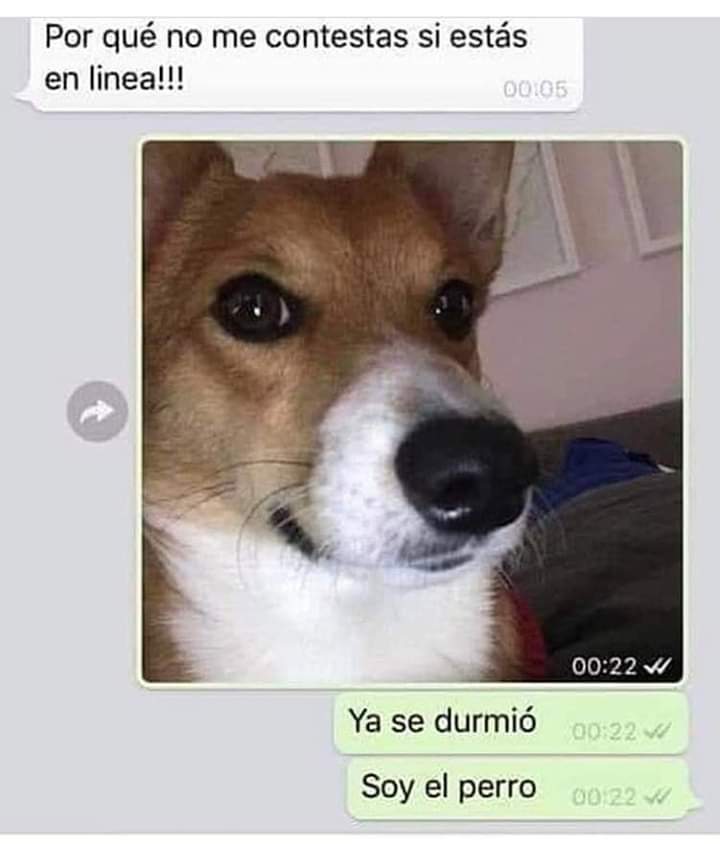 Por qué no me contestas si estás
en linea!!!
00:05
00:22
Ya se durmió
00:22
Soy el perro
00:22